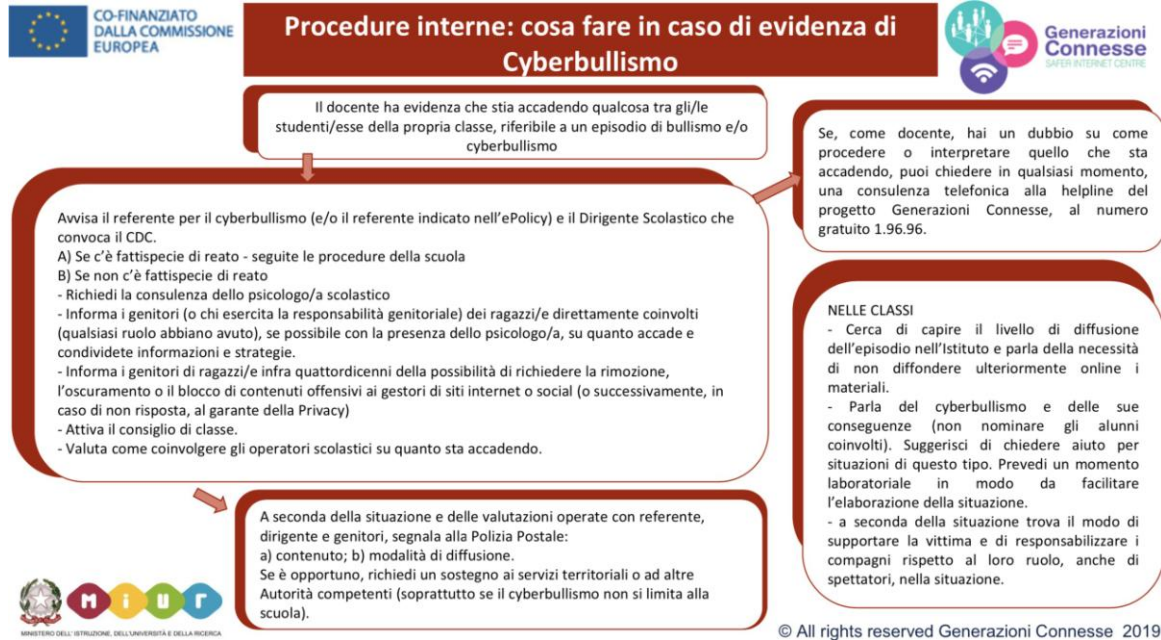 CO-FINANZIATO
DALLA COMMISSIONE
EUROPEA
Procedure interne: cosa fare in caso di evidenza di
Cyberbullismo
Generazioni
Connesse
SAFER INTERNET CENTRE
Il docente ha evidenza che stia accadendo qualcosa tra gli/le
studenti/esse della propria classe, riferibile a un episodio di bullismo e/o
cyberbullismo
Se, come docente, hai un dubbio su come
procedere o interpretare quello che sta
accadendo, puoi chiedere in qualsiasi momento,
una consulenza telefonica alla helpline del
progetto Generazioni Connesse, al numero
gratuito 1.96.96.
Avvisa il referente per il cyberbullismo (e/o il referente indicato nell’ePolicy) e il Dirigente Scolastico che
convoca il CDC.
A) Se c’è fattispecie di reato - seguite le procedure della scuola
B) Se non c’è fattispecie di reato
- Richiedi la consulenza dello psicologo/a scolastico
- Informa i genitori (o chi esercita la responsabilità genitoriale) dei ragazzi/e direttamente coinvolti
(qualsiasi ruolo abbiano avuto), se possibile con la presenza dello psicologo/a, su quanto accade e
condividete informazioni e strategie.
- Informa i genitori di ragazzi/e infra quattordicenni della possibilità di richiedere la rimozione,
l’oscuramento o il blocco di contenuti offensivi ai gestori di siti internet o social (o successivamente, in
caso di non risposta, al garante della Privacy)
- Attiva il consiglio di classe.
- Valuta come coinvolgere gli operatori scolastici su quanto sta accadendo.
NELLE CLASSI
- Cerca di capire il livello di diffusione
dell’episodio nell’Istituto e parla della necessità
di non diffondere ulteriormente online i
materiali.
- Parla del cyberbullismo e delle sue
conseguenze (non nominare gli alunni
coinvolti). Suggerisci di chiedere aiuto per
situazioni di questo tipo. Prevedi un momento
laboratoriale in modo da facilitare
l’elaborazione della situazione.
- a seconda della situazione trova il modo di
supportare la vittima e di responsabilizzare i
compagni rispetto al loro ruolo, anche di
spettatori, nella situazione.
A seconda della situazione e delle valutazioni operate con referente,
dirigente e genitori, segnala alla Polizia Postale:
a) contenuto; b) modalità di diffusione.
Se è opportuno, richiedi un sostegno ai servizi territoriali o ad altre
Autorità competenti (soprattutto se il cyberbullismo non si limita alla
scuola).
miur
MINISTERO DELL’ISTRUZIONE, DELL’UNIVERSITÀ E DELLA RICERCA
© All rights reserved Generazioni Connesse 2019